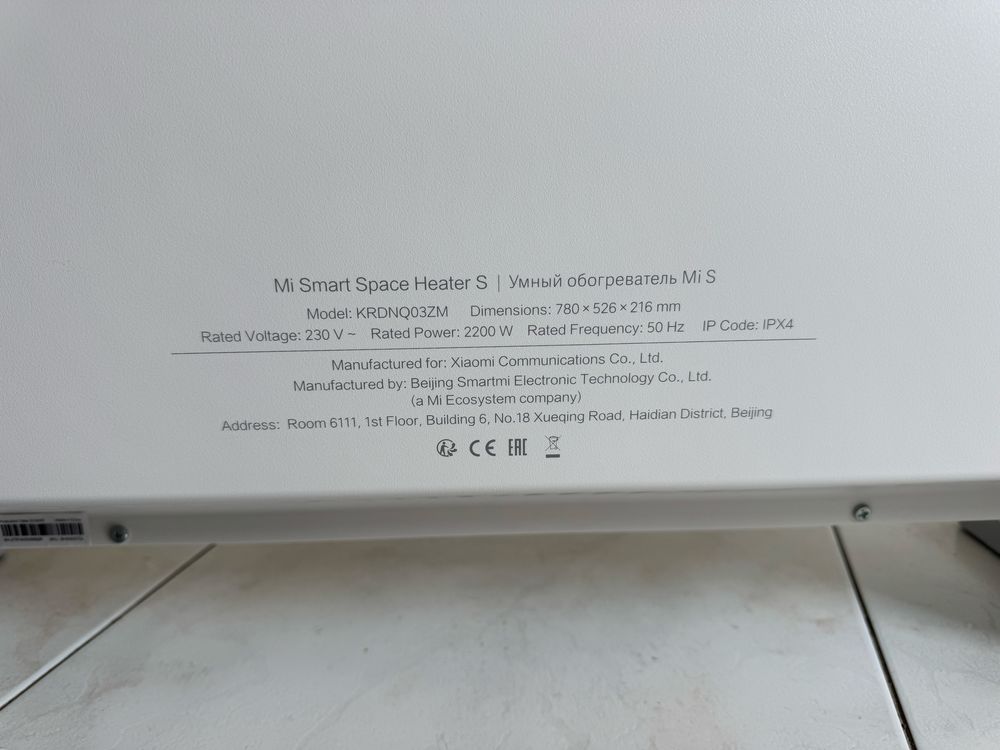 Mi Smart Space Heater S | Умный обогреватель Mi S
Model: KRDNQ03ZM Dimensions: 780 × 526 × 216 mm
Rated Voltage: 230 V ~ Rated Power: 2200 W Rated Frequency: 50 Hz IP Code: IPX4
Manufactured for: Xiaomi Communications Co., Ltd.
Manufactured by: Beijing Smartmi Electronic Technology Co., Ltd.
(a Mi Ecosystem company)
Address: Room 6111, 1st Floor, Building 6, No.18 Xueqing Road, Haidian District, Beijing
CE EAC